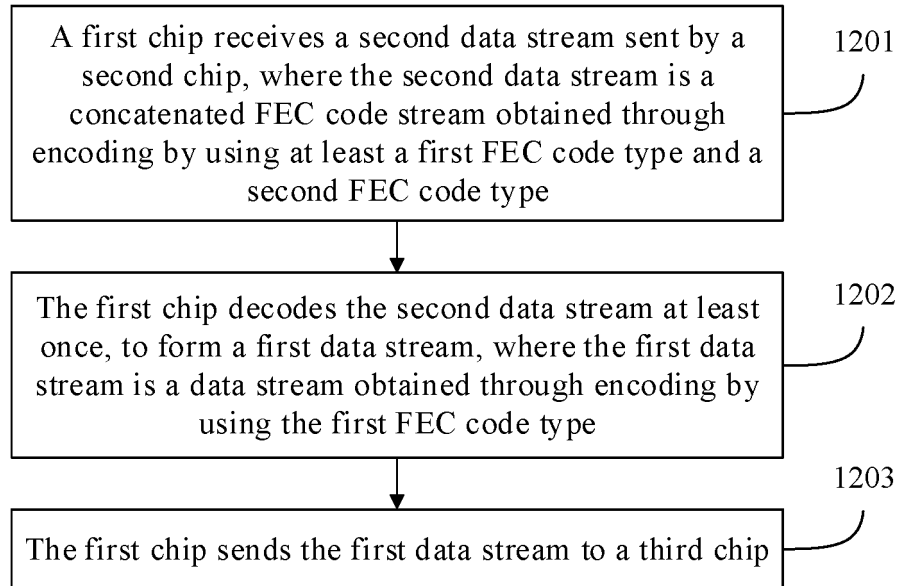 A first chip receives a second data stream sent by a
second chip, where the second data stream is a
concatenated FEC code stream obtained through
encoding by using at least a first FEC code type and a
second FEC code type
1201
The first chip decodes the second data stream at least
once, to form a first data stream, where the first data
stream is a data stream obtained through encoding by
using the first FEC code type
1202
The first chip sends the first data stream to a third chip
1203